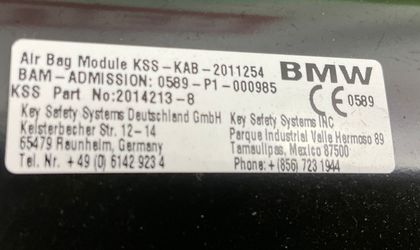 Air Bag Module KSS-KAB-2011254
BMW
BAM-ADMISSION: 0589-P1-000985
KSS Part No:2014213-8
CE 0589
Key Safety Systems Deutschland GmbH
Kelsterbecher Str. 12-14
65479 Raunheim, Germany
Tel. Nr. +49 (0) 6142 923 4
Key Safety Systems INC
Parque Industrial Valle Hermoso 89
Tamaulipas, Mexico 87500
Phone: +(856) 723 1944